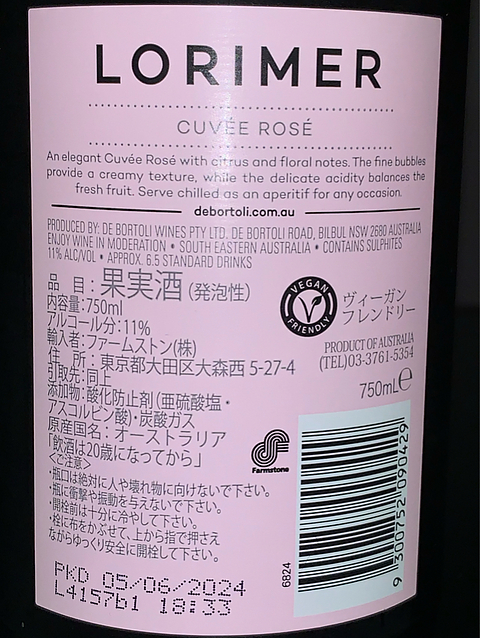 LORIMER
CUVÉE ROSÉ
An elegant Cuvée Rosé with citrus and floral notes. The fine bubbles
provide a creamy texture, while the delicate acidity balances the
fresh fruit. Serve chilled as an aperitif for any occasion.
debortoli.com.au
PRODUCED BY: DE BORTOLI WINES PTY LTD. DE BORTOLI ROAD, BILBUL NSW 2680 AUSTRALIA
ENJOY WINE IN MODERATION • SOUTH EASTERN AUSTRALIA • CONTAINS SULPHITES
11% ALC/VOL • APPROX. 6.5 STANDARD DRINKS
品 目：果実酒（発泡性）
内容量：750ml
アルコール分：11%
輸入者：ファームストン(株)
住 所：東京都大田区大森西 5-27-4
引取先：同上
添加物：酸化防止剤（亜硫酸塩・
アスコルビン酸）・炭酸ガス
原産国名：オーストラリア
「飲酒は20歳になってから」
＜ご注意＞
・瓶口は絶対に人や壊れ物に向けないで下さい。
・瓶に衝撃や振動を与えないで下さい。
・開栓前は十分に冷やして下さい。
・栓に布をかぶせて、上から指で押さえ
ながらゆっくり安全に開栓して下さい。
PKD 05/06/2024
L4157b1 18:33
VEGAN
FRIENDLY
ヴィーガン
フレンドリー
PRODUCT OF AUSTRALIA
(TEL)03-3761-5354
750mLe
Farmstone
6824
9 300752 090429